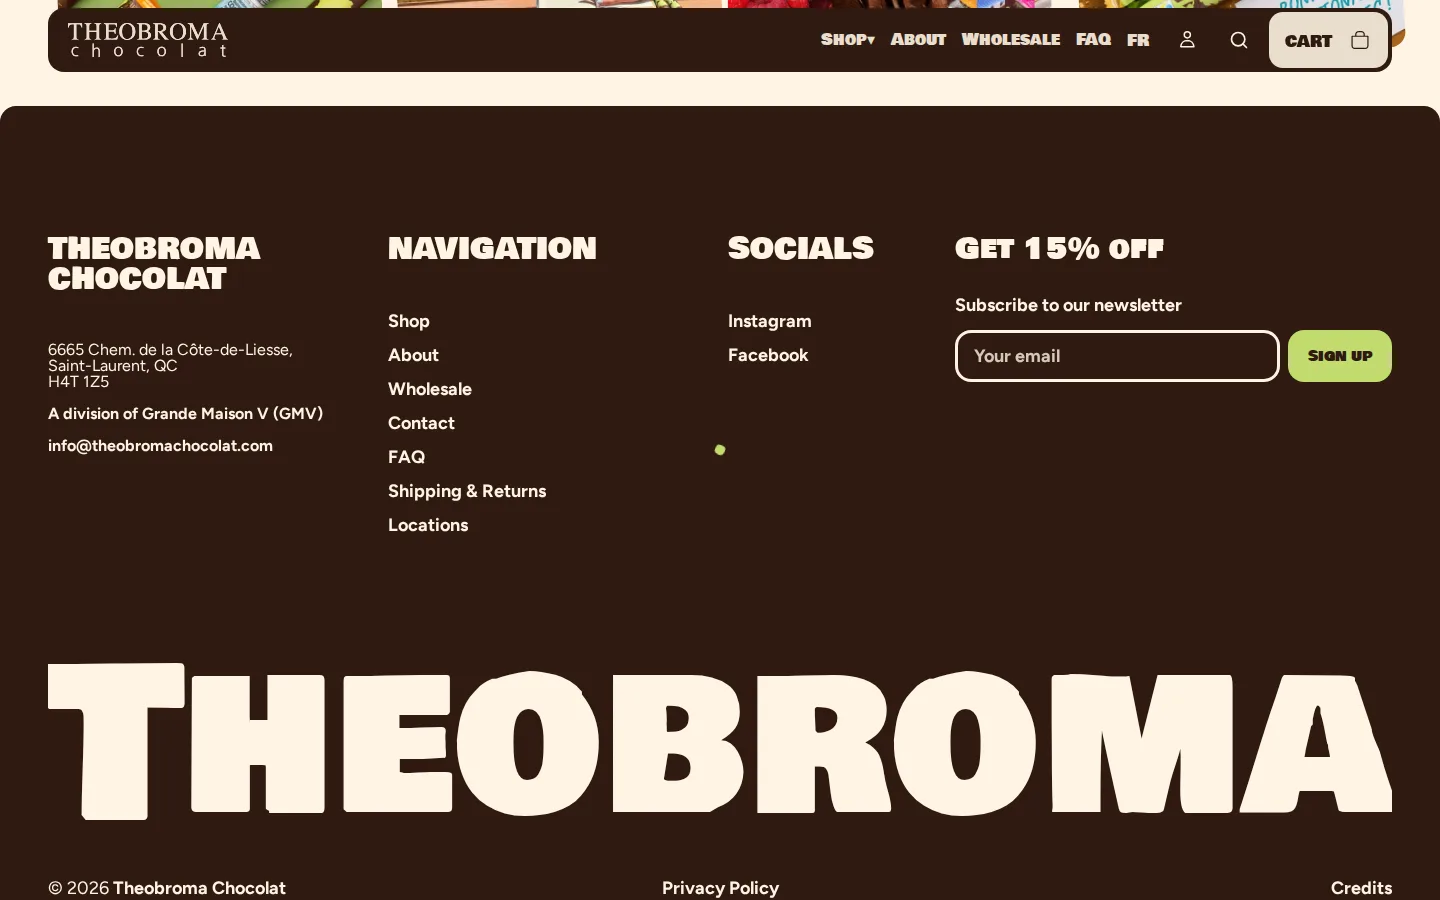 THEOBROMA
chocolat
SHOP▾ ABOUT WHOLESALE FAQ FR CART
THEOBROMA
CHOCOLAT
6665 Chem. de la Côte-de-Liesse,
Saint-Laurent, QC
H4T 1Z5
A division of Grande Maison V (GMV)
info@theobromachocolat.com
NAVIGATION
Shop
About
Wholesale
Contact
FAQ
Shipping & Returns
Locations
SOCIALS
Instagram
Facebook
GET 15% OFF
Subscribe to our newsletter
Your email
SIGN UP
THEOBROMA
© 2026 Theobroma Chocolat
Privacy Policy
Credits